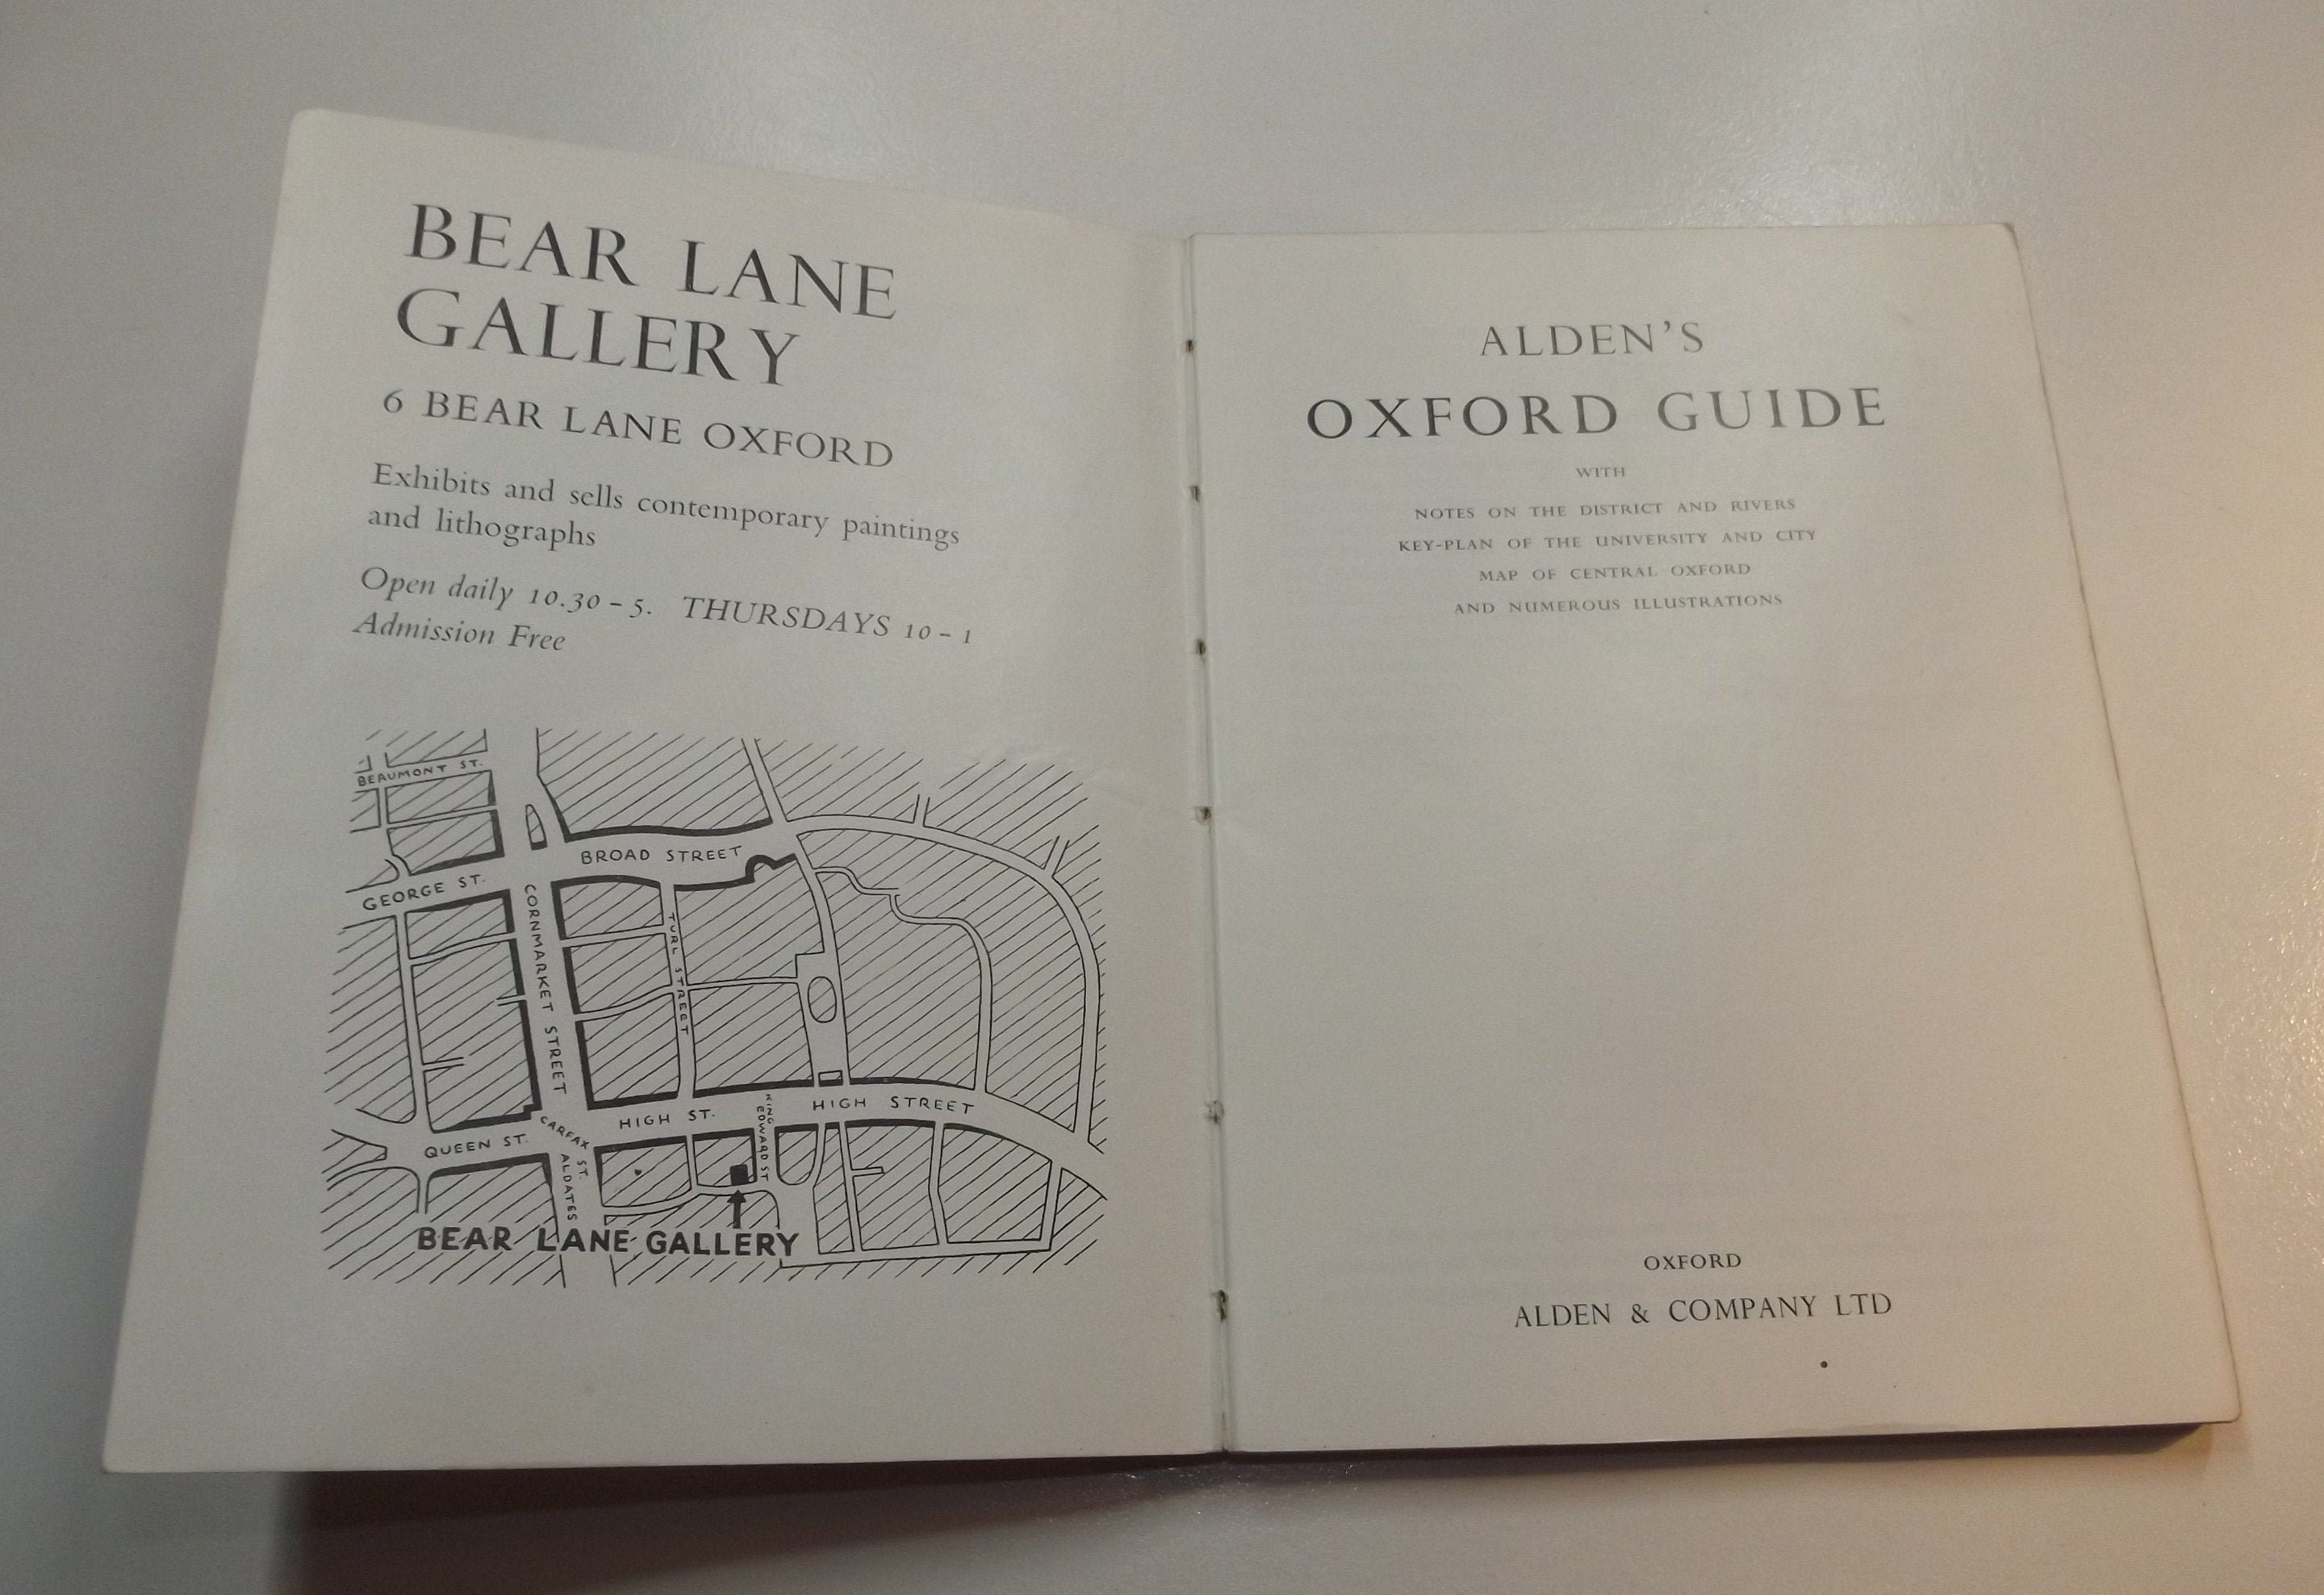 BEAR LANE
GALLERY
6 BEAR LANE OXFORD
Exhibits and sells contemporary paintings
and lithographs
Open daily 10.30 – 5. THURSDAYS 10 – 1
Admission Free
BEAUMONT ST.
BROAD STREET
GEORGE ST.
CORNMARKET STREET
TURL STREET
HIGH ST.
KING
EDWARD ST
HIGH STREET
QUEEN ST.
CARFAX
ST.
ALDATES
BEAR LANE GALLERY
ALDEN'S
OXFORD GUIDE
WITH
NOTES ON THE DISTRICT AND RIVERS
KEY-PLAN OF THE UNIVERSITY AND CITY
MAP OF CENTRAL OXFORD
AND NUMEROUS ILLUSTRATIONS
OXFORD
ALDEN & COMPANY LTD